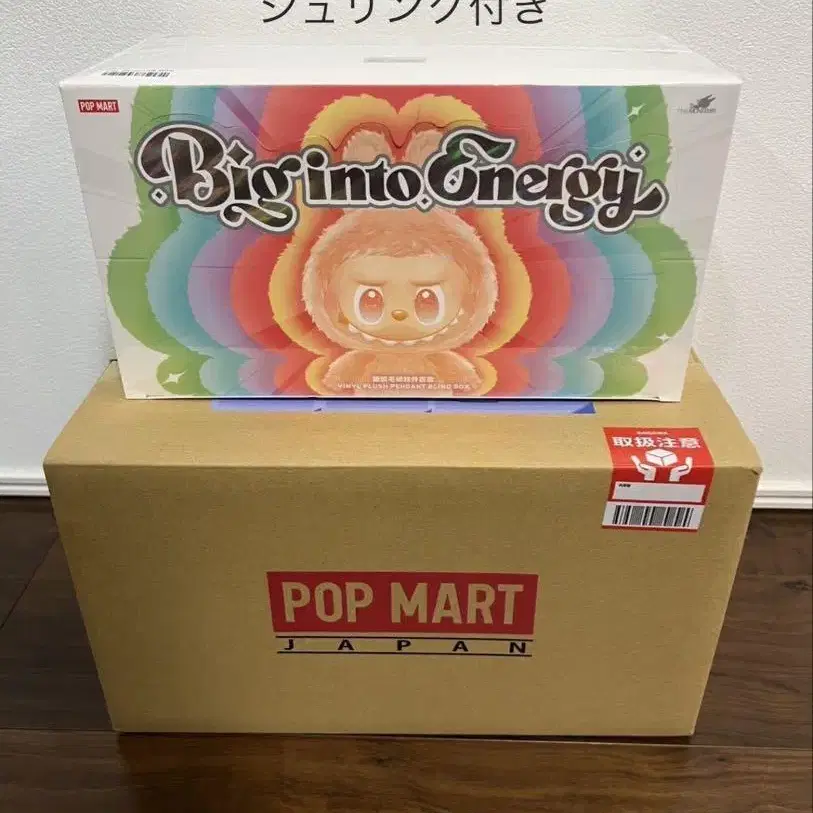 シュリンク付き
POP MART
Big into Energy
VINYL PLUSH PENDANT BLIND BOX
取扱注意
POP MART
JAPAN